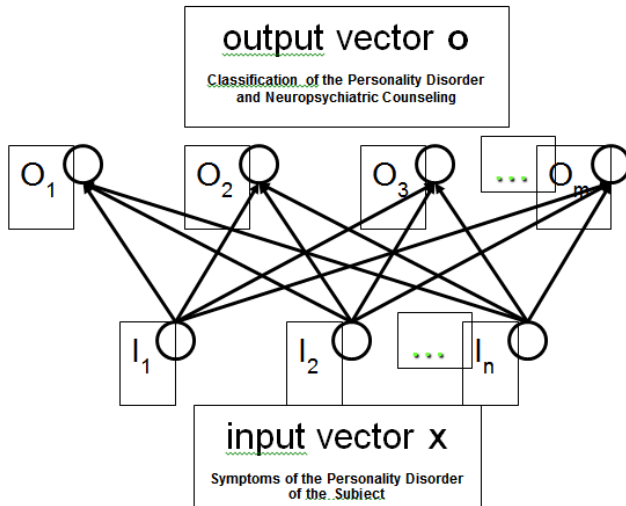 output vector o
Classification of the Personality Disorder
and Neuropsychiatric Counseling
O1 O2 O3 ... Om
I1 I2 ... In
input vector x
Symptoms of the Personality Disorder
of the Subject